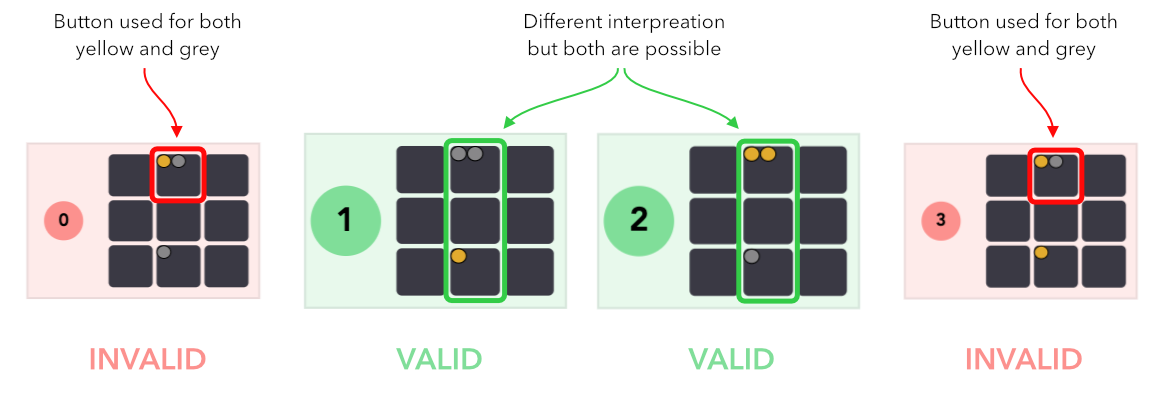 Button used for both
yellow and grey
Different interpreation
but both are possible
Button used for both
yellow and grey
0
1
2
3
INVALID
VALID
VALID
INVALID